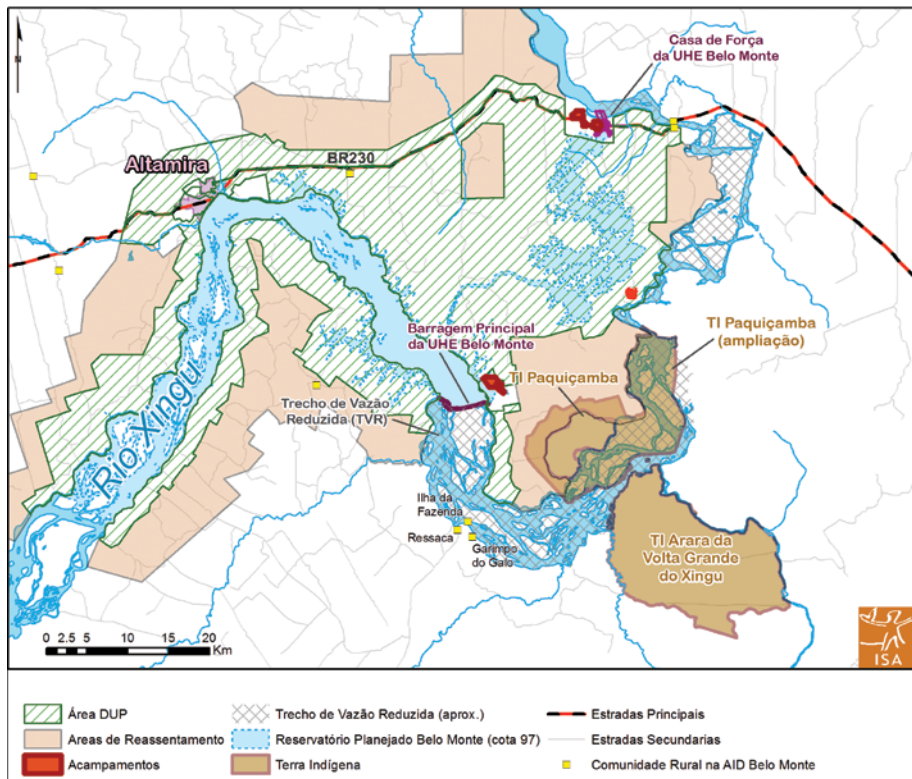 N
Casa de Força
da UHE Belo Monte
Altamira
BR230
Barragem Principal
da UHE Belo Monte
TI Paquiçamba
(ampliação)
TI Paquiçamba
Trecho de Vazão
Reduzida (TVR)
Rio Xingu
Ilha da
Fazenda
Ressaca
Garimpo
do Galo
TI Arara da
Volta Grande
do Xingu
0 2.5 5 10 15 20
Km
ISA
Área DUP
Trecho de Vazão Reduzida (aprox.)
Estradas Principais
Areas de Reassentamento
Reservatório Planejado Belo Monte (cota 97)
Estradas Secundarias
Acampamentos
Terra Indígena
Comunidade Rural na AID Belo Monte